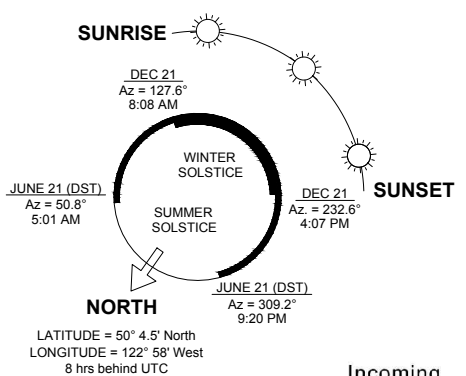 SUNRISE
DEC 21
Az = 127.6°
8:08 AM
WINTER
SOLSTICE
JUNE 21 (DST)
Az = 50.8°
5:01 AM
SUMMER
SOLSTICE
DEC 21
Az. = 232.6°
4:07 PM
SUNSET
JUNE 21 (DST)
Az = 309.2°
9:20 PM
NORTH
LATITUDE = 50° 4.5' North
LONGITUDE = 122° 58' West
8 hrs behind UTC
Incoming